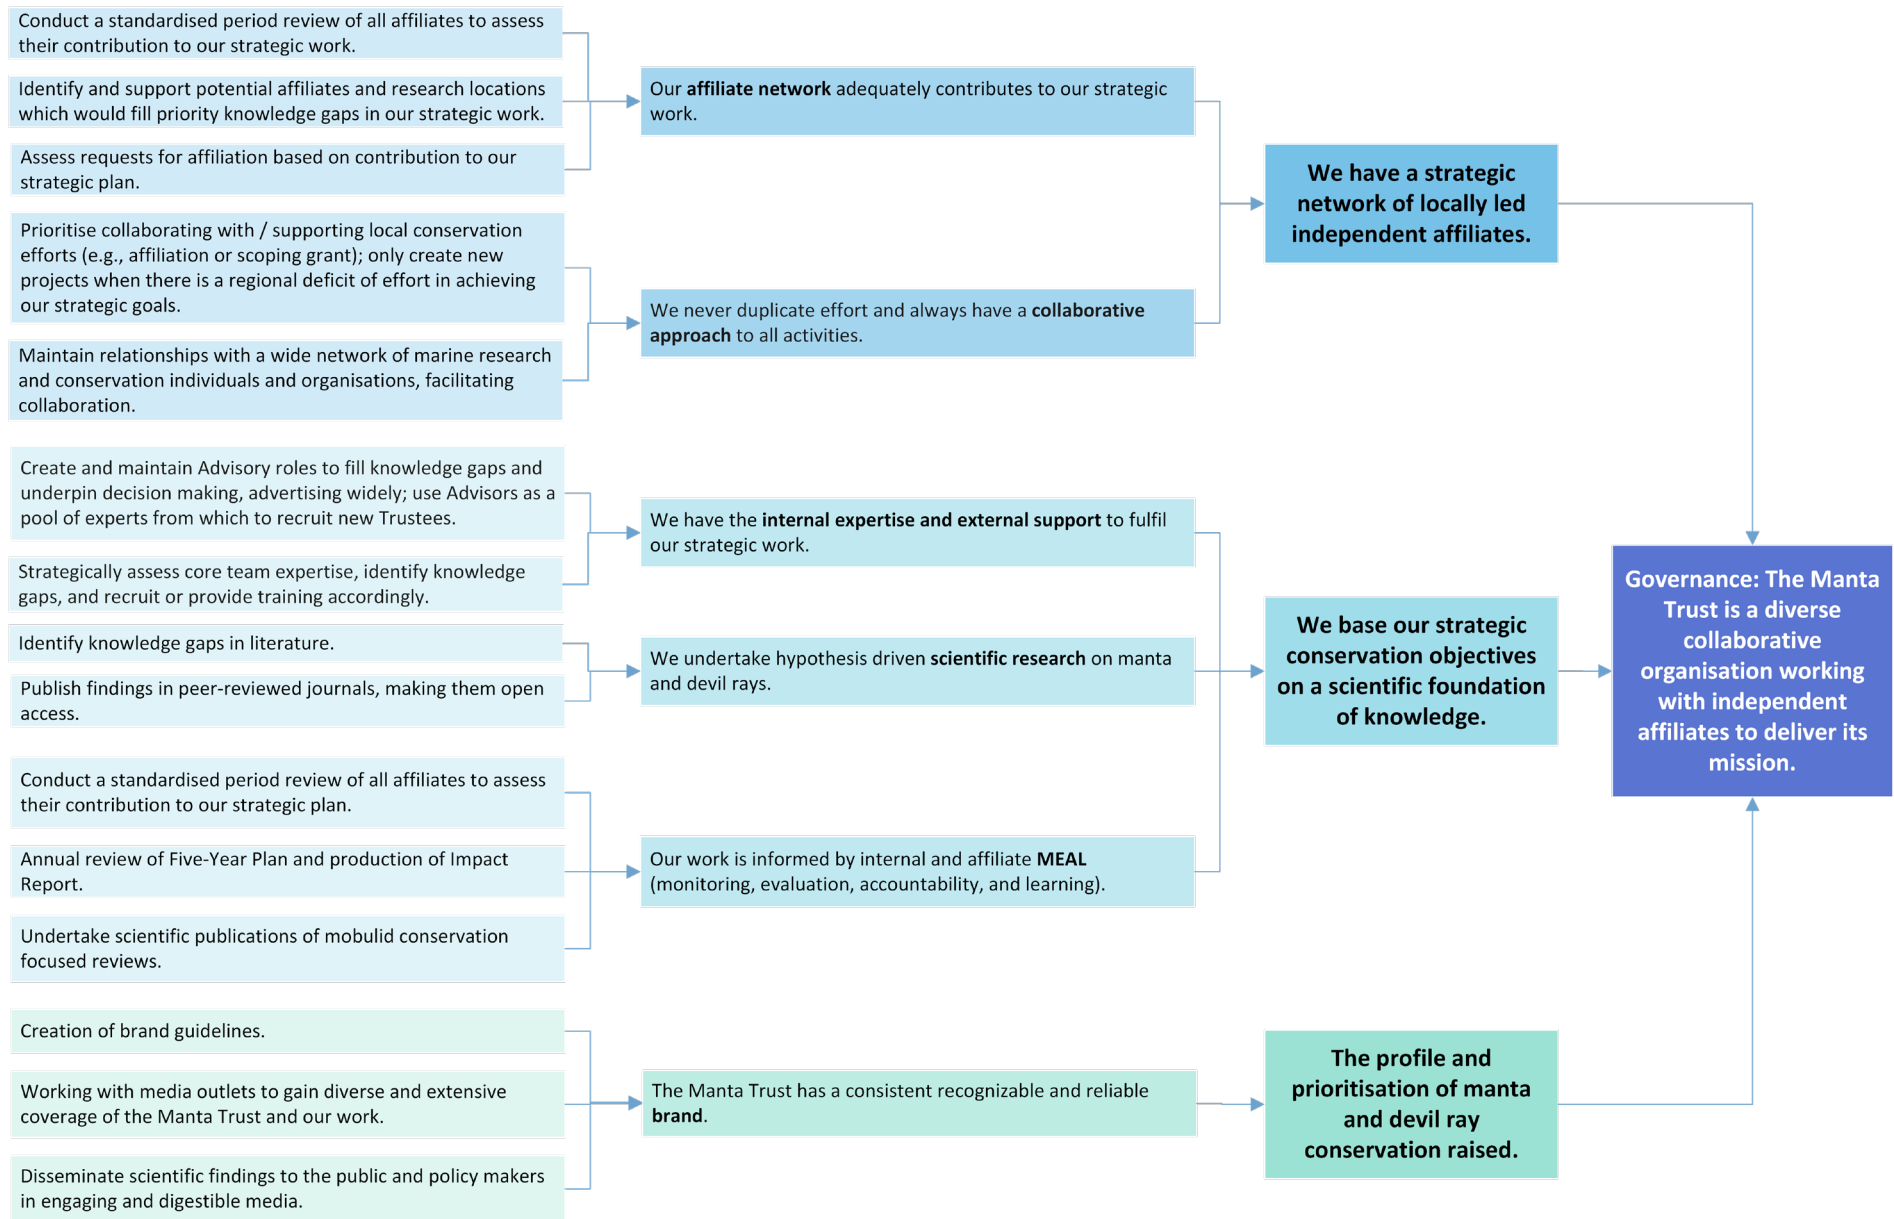 Conduct a standardised period review of all affiliates to assess
their contribution to our strategic work.
Identify and support potential affiliates and research locations
which would fill priority knowledge gaps in our strategic work.
Assess requests for affiliation based on contribution to our
strategic plan.
Prioritise collaborating with / supporting local conservation
efforts (e.g., affiliation or scoping grant); only create new
projects when there is a regional deficit of effort in achieving
our strategic goals.
Maintain relationships with a wide network of marine research
and conservation individuals and organisations, facilitating
collaboration.
Create and maintain Advisory roles to fill knowledge gaps and
underpin decision making, advertising widely; use Advisors as a
pool of experts from which to recruit new Trustees.
Strategically assess core team expertise, identify knowledge
gaps, and recruit or provide training accordingly.
Identify knowledge gaps in literature.
Publish findings in peer-reviewed journals, making them open
access.
Conduct a standardised period review of all affiliates to assess
their contribution to our strategic plan.
Annual review of Five-Year Plan and production of Impact
Report.
Undertake scientific publications of mobulid conservation
focused reviews.
Creation of brand guidelines.
Working with media outlets to gain diverse and extensive
coverage of the Manta Trust and our work.
Disseminate scientific findings to the public and policy makers
in engaging and digestible media.
Our affiliate network adequately contributes to our strategic
work.
We never duplicate effort and always have a collaborative
approach to all activities.
We have the internal expertise and external support to fulfil
our strategic work.
We undertake hypothesis driven scientific research on manta
and devil rays.
Our work is informed by internal and affiliate MEAL
(monitoring, evaluation, accountability, and learning).
The Manta Trust has a consistent recognizable and reliable
brand.
We have a strategic
network of locally led
independent affiliates.
We base our strategic
conservation objectives
on a scientific foundation
of knowledge.
The profile and
prioritisation of manta
and devil ray
conservation raised.
Governance: The Manta
Trust is a diverse
collaborative
organisation working
with independent
affiliates to deliver its
mission.